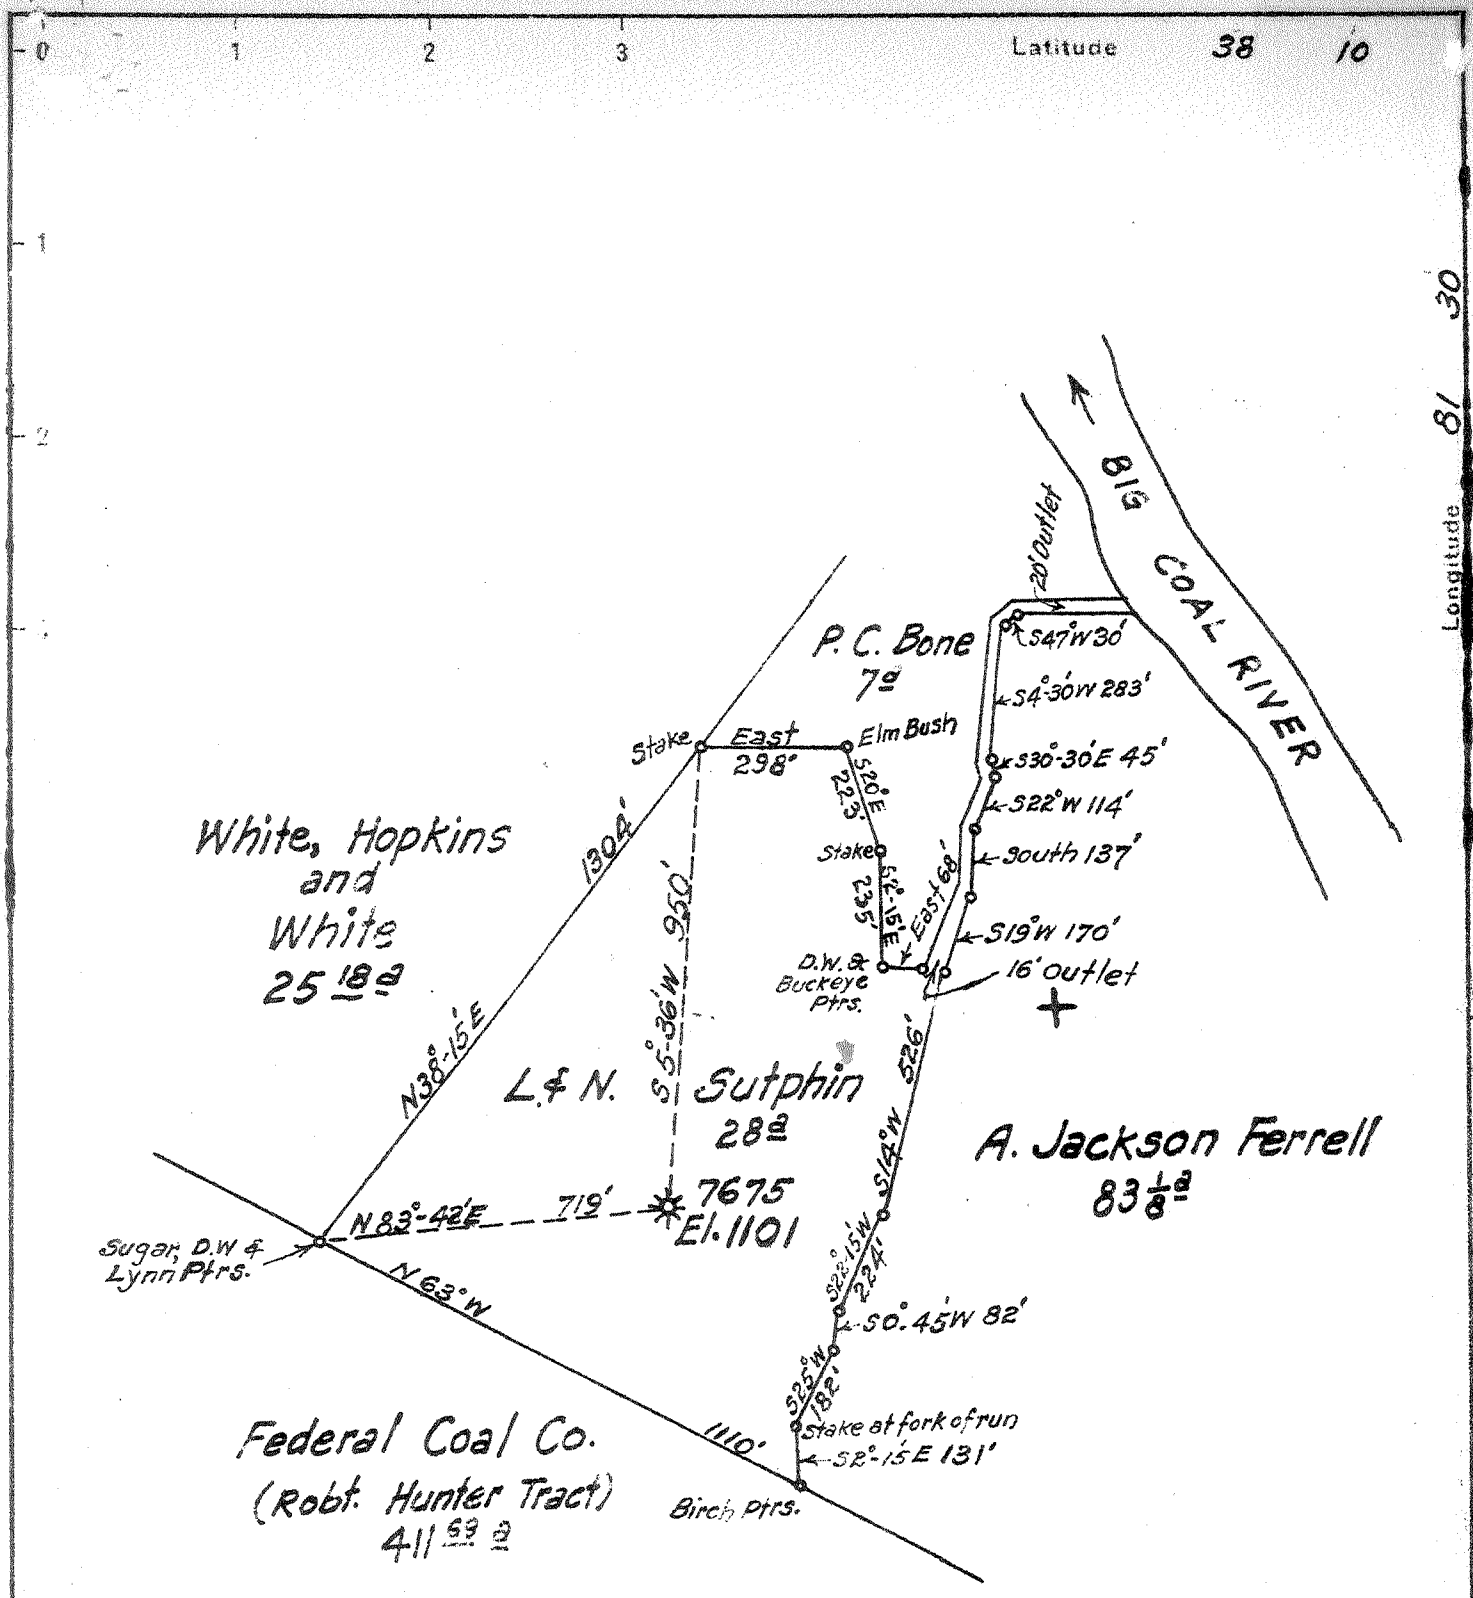 0 1 2 3 Latitude 38 10
1
2
Longitude 81 30
BIG COAL RIVER
20' Outlet
P. C. Bone
7ª
S47°W 30'
S4°-30'W 283'
S30°-30'E 45'
S22°W 114'
South 137'
S19°W 170'
16' outlet
Stake
East
298'
Elm Bush
S20°E
223'
Stake
S2°-15'E
235'
East 68'
D.W. &
Buckeye
Ptrs.
White, Hopkins
and
White
25 18ª
1304'
N38°-15'E
S5°-36'W 950'
L. & N. Sutphin
28ª
7675
El. 1101
N83°-42'E 719'
Sugar, D.W &
Lynn Ptrs.
N63°W
1110'
S14°W 526'
A. Jackson Ferrell
83 1/8ª
S22°-15'W
224'
S0°-45'W 82'
S25°W
182'
Stake at fork of run
S2°-15'E 131'
Birch Ptrs.
Federal Coal Co.
(Robt. Hunter Tract)
411 69 ª